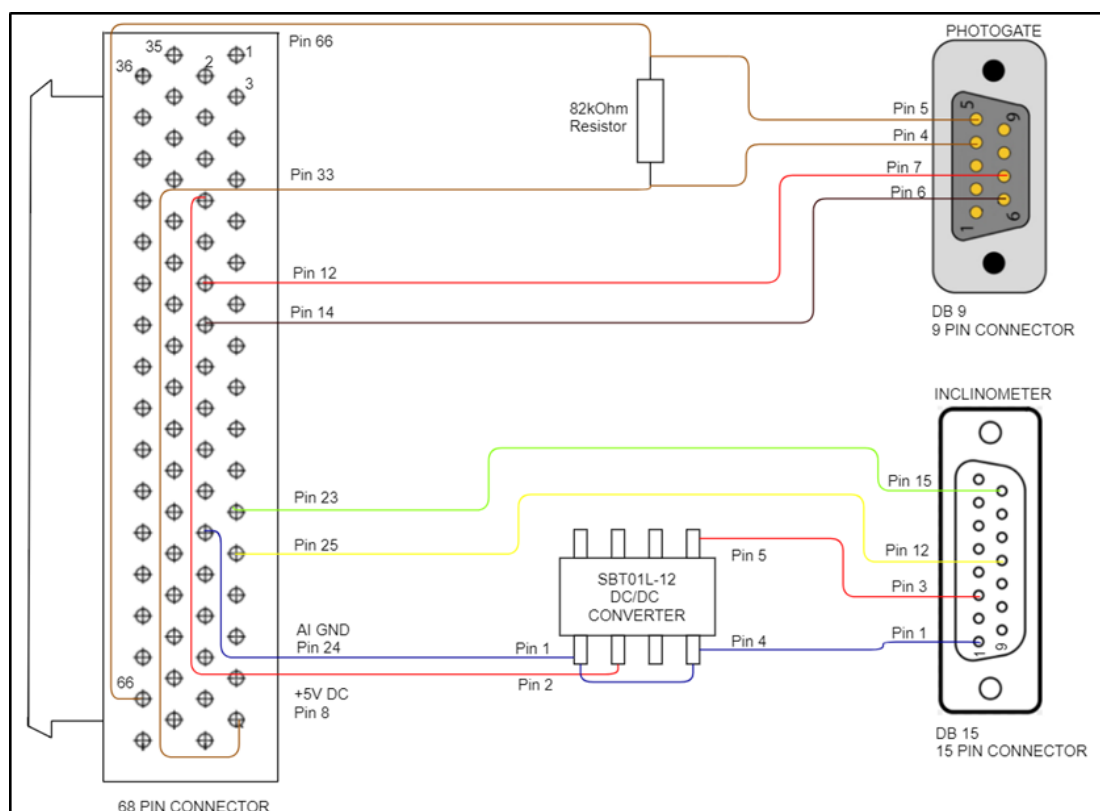 Pin 66
35
1
36
2
3
Pin 33
Pin 12
Pin 14
Pin 23
Pin 25
AI GND
Pin 24
+5V DC
Pin 8
66
68 PIN CONNECTOR
82kOhm
Resistor
PHOTOGATE
Pin 5
Pin 4
Pin 7
Pin 6
5
9
1
6
DB 9
9 PIN CONNECTOR
SBT01L-12
DC/DC
CONVERTER
Pin 5
Pin 1
Pin 4
Pin 2
INCLINOMETER
Pin 15
Pin 12
Pin 3
Pin 1
1
9
DB 15
15 PIN CONNECTOR